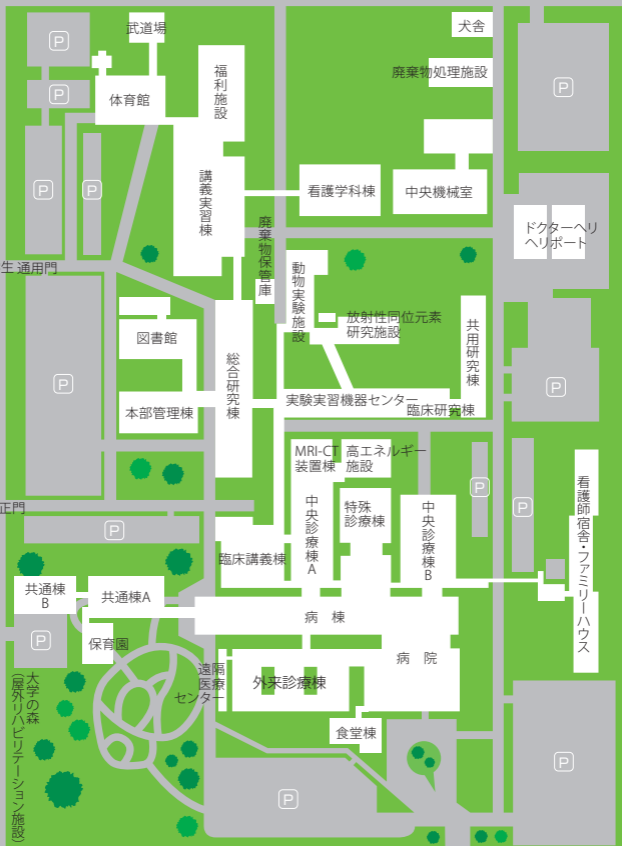 武道場
犬舎
P
福利施設
廃棄物処理施設
P
P
体育館
P
P
講義実習棟
看護学科棟
中央機械室
廃棄物保管庫
ドクターヘリ
ヘリポート
生 通用門
動物実験施設
放射性同位元素
研究施設
図書館
総合研究棟
共用研究棟
P
P
実験実習機器センター
臨床研究棟
本部管理棟
MRI-CT
装置棟
高エネルギー
施設
P
P
正門
P
中央診療棟A
特殊
診療棟
中央診療棟B
看護師宿舎・ファミリーハウス
臨床講義棟
共通棟
B
共通棟A
病棟
P
保育園
遠隔
医療
センター
外来診療棟
病院
大学の森
(屋外リハビリテーション施設)
食堂棟
P
P